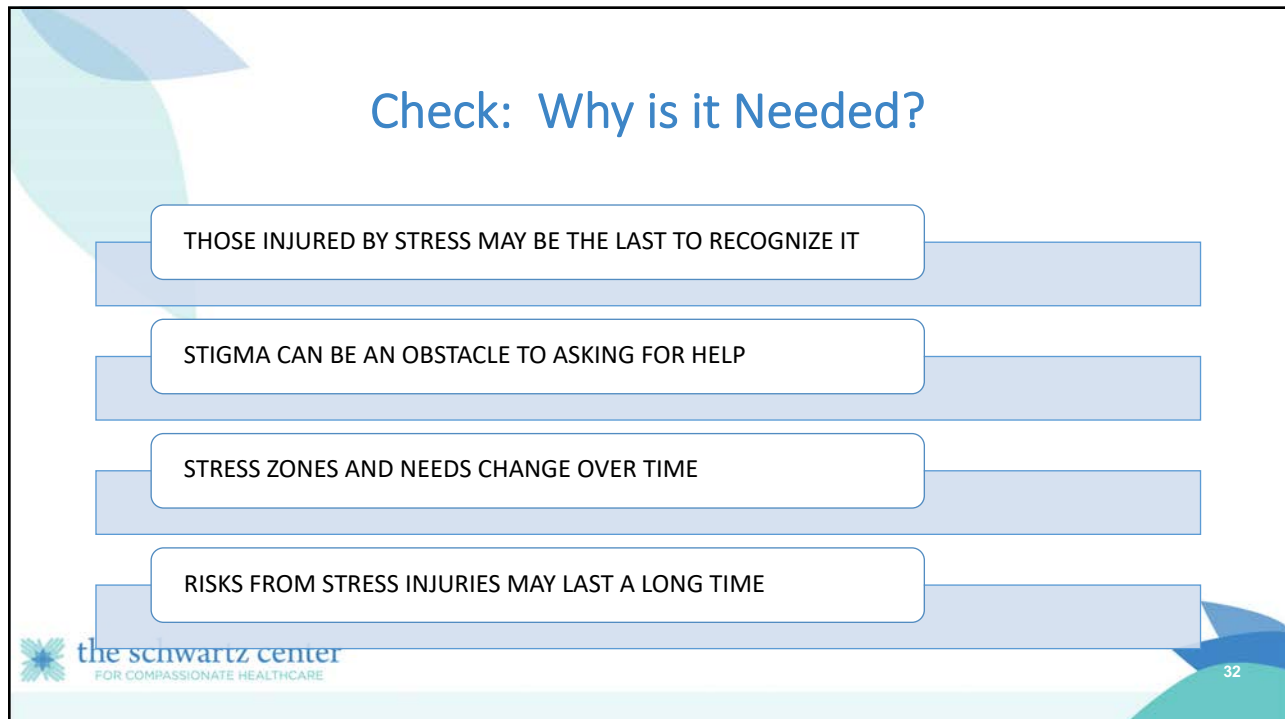 Check: Why is it Needed?
THOSE INJURED BY STRESS MAY BE THE LAST TO RECOGNIZE IT
STIGMA CAN BE AN OBSTACLE TO ASKING FOR HELP
STRESS ZONES AND NEEDS CHANGE OVER TIME
RISKS FROM STRESS INJURIES MAY LAST A LONG TIME
the schwartz center
FOR COMPASSIONATE HEALTHCARE
32